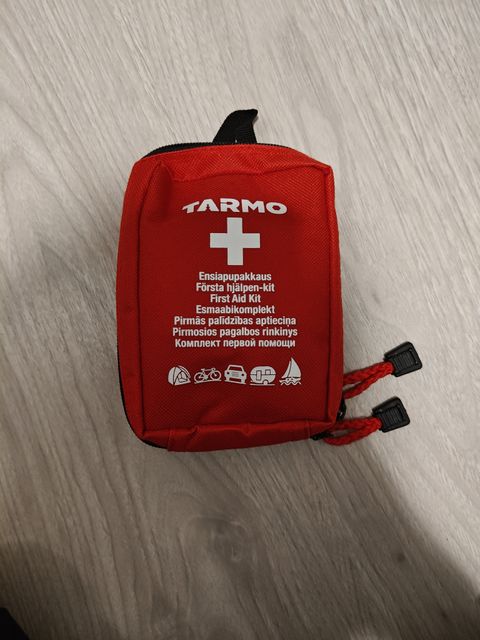 TARMO
Ensiapupakkaus
Första hjälpen-kit
First Aid Kit
Esmaabikomplekt
Pirmās palīdzības aptieciņa
Pirmosios pagalbos rinkinys
Комплект первой помощи